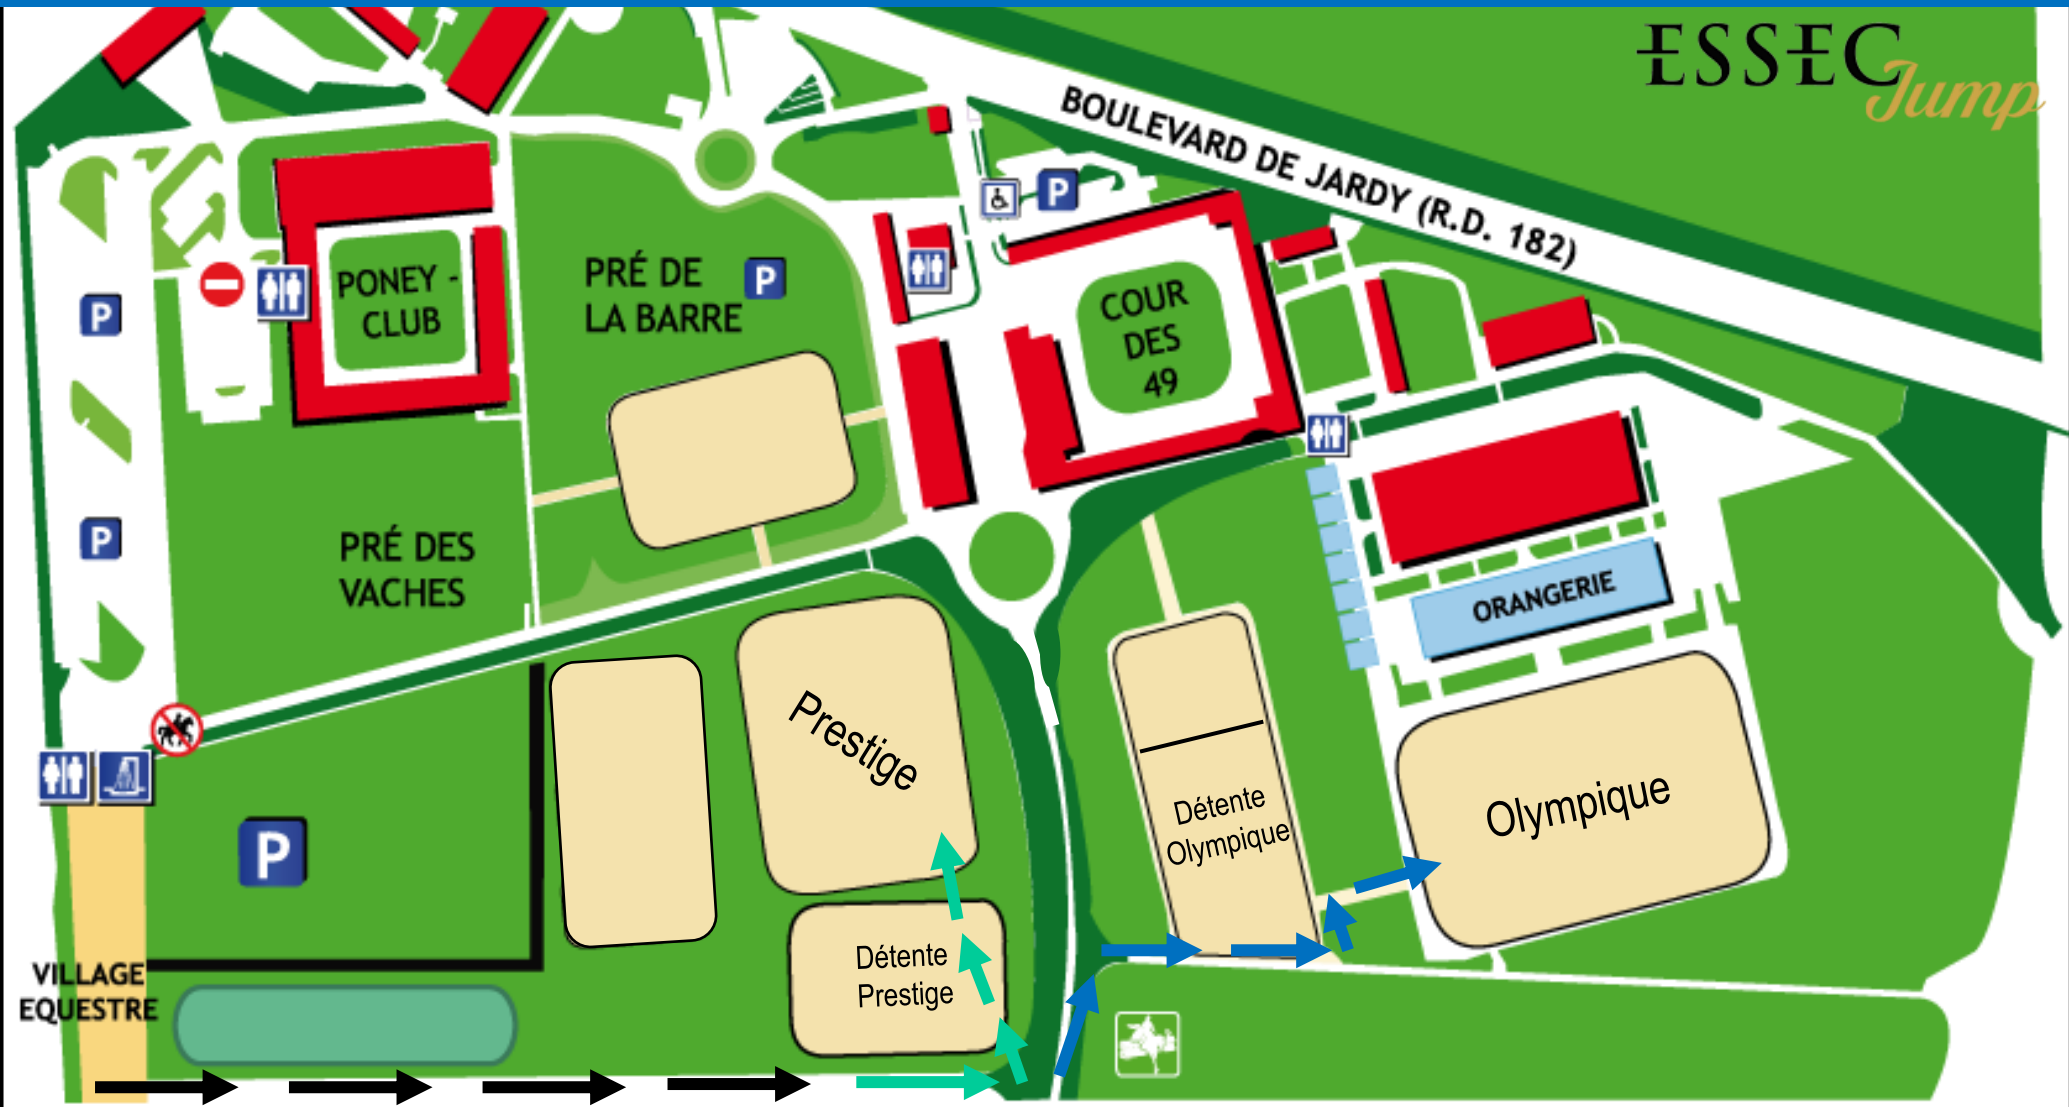 ESSEC
Jump
BOULEVARD DE JARDY (R.D. 182)
P
PONEY -
CLUB
PRÉ DE
LA BARRE
P
COUR
DES
49
P
P
PRÉ DES
VACHES
ORANGERIE
Prestige
Détente
Olympique
Olympique
P
Détente
Prestige
VILLAGE
EQUESTRE